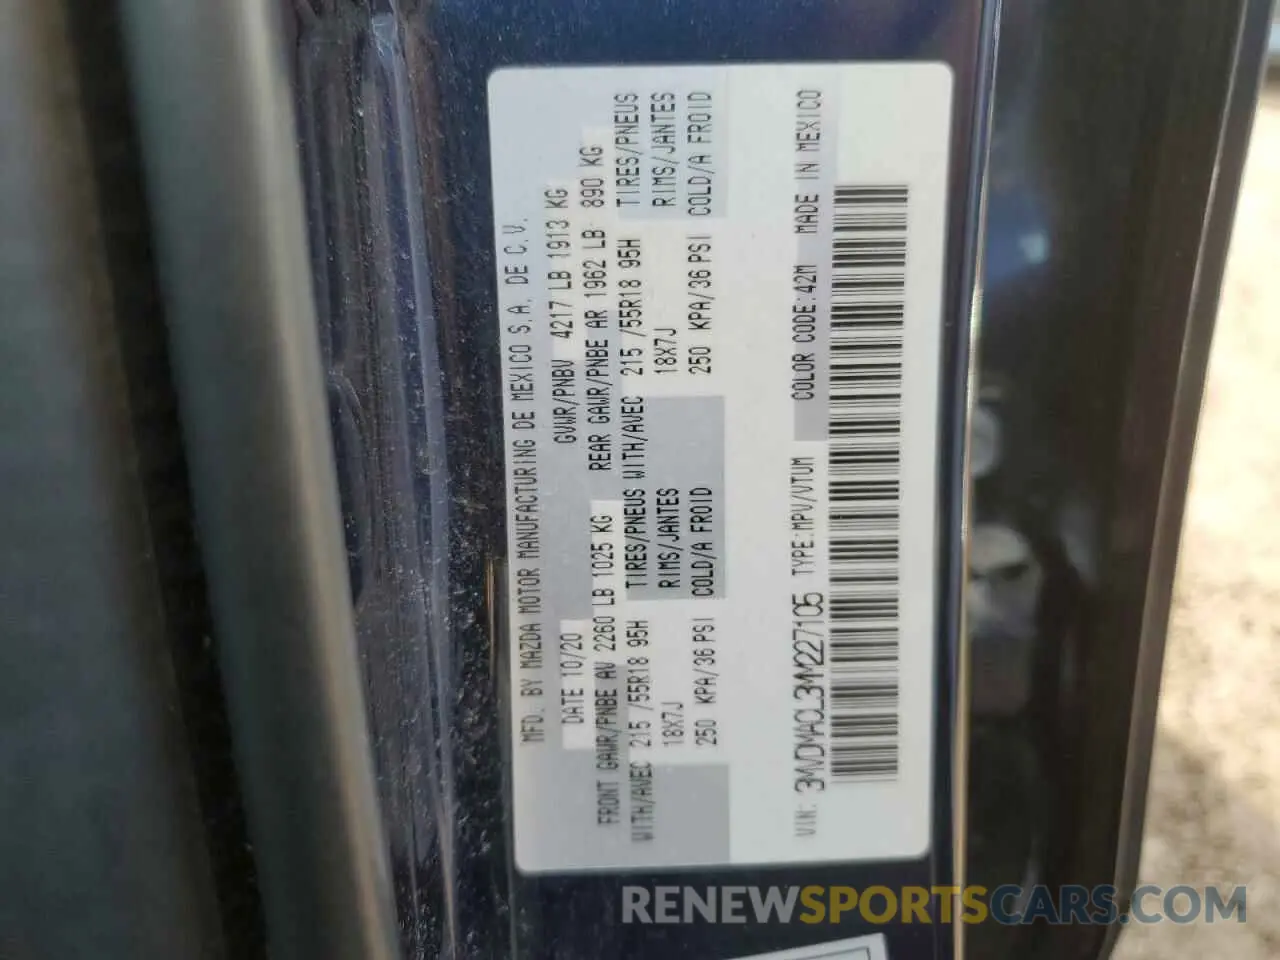 MFD. BY MAZDA MOTOR MANUFACTURING DE MEXICO S.A. DE C.V.
DATE 10/20 GVWR/PNBV 4217 LB 1913 KG
FRONT GAWR/PNBE AV 2260 LB 1025 KG REAR GAWR/PNBE AR 1962 LB 890 KG
WITH/AVEC 215 /55R18 95H TIRES/PNEUS WITH/AVEC 215 /55R18 95H TIRES/PNEUS
18X7J RIMS/JANTES 18X7J RIMS/JANTES
250 KPA/36 PSI COLD/A FROID 250 KPA/36 PSI COLD/A FROID
VIN: 3MVDMACL3MM227105 TYPE:MPV/VTUM COLOR CODE:42M MADE IN MEXICO
RENEWSPORTSCARS.COM